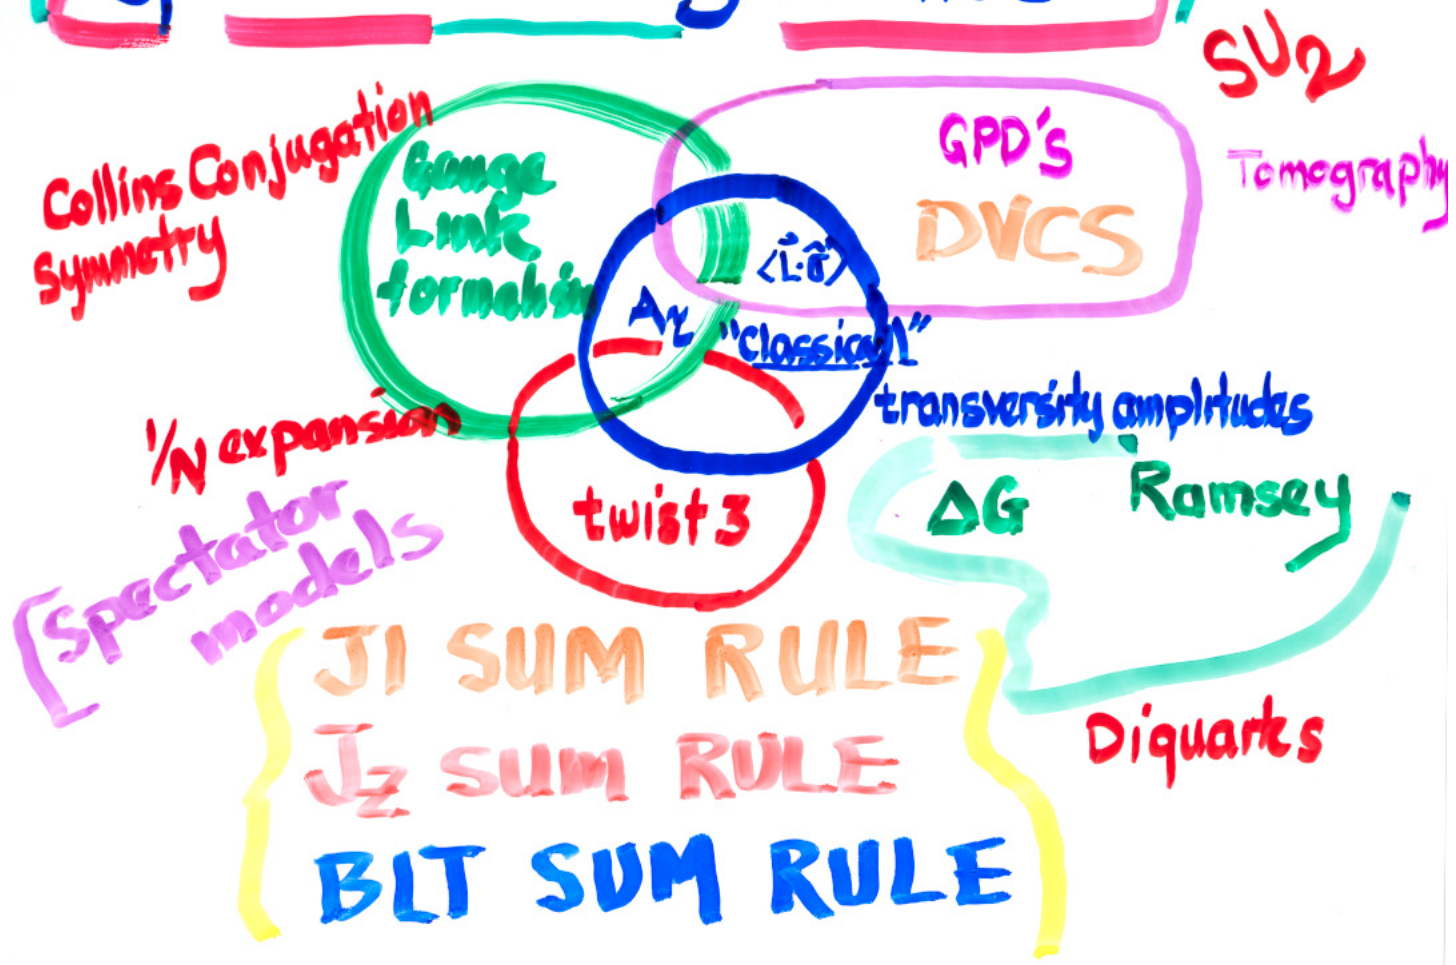 SU2
Collins Conjugation
Symmetry
Gauge
Link
formalism
GPD's
DVCS
Tomography
⟨L⃗·σ⃗⟩
"Classical"
transversity amplitudes
1/N expansion
twist 3
ΔG
Ramsey
Spectator
models
JI SUM RULE
Jz SUM RULE
BLT SUM RULE
Diquarks